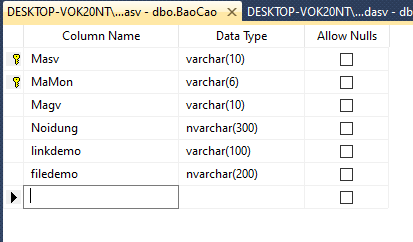 DESKTOP-VOK20NT\...asv - dbo.BaoCao DESKTOP-VOK20NT\...dasv - db
Column Name Data Type Allow Nulls
Masv varchar(10)
MaMon varchar(6)
Magv varchar(10)
Noidung nvarchar(300)
linkdemo varchar(100)
filedemo nvarchar(200)